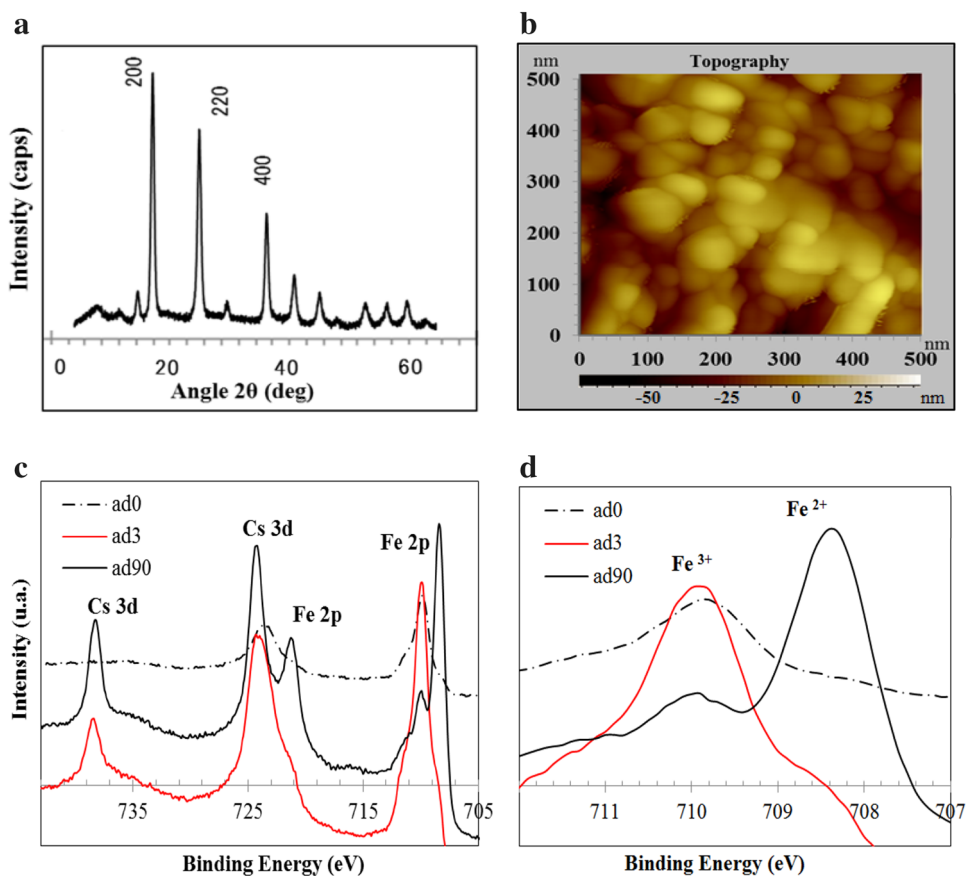 a
200
220
400
Intensity (caps)
0 20 40 60
Angle 2θ (deg)
b
Topography
nm
500
400
300
200
100
0
nm
0 100 200 300 400 500
-50 -25 0 25 nm
c
ad0
ad3
ad90
Cs 3d
Cs 3d
Fe 2p
Fe 2p
Intensity (u.a.)
735 725 715 705
Binding Energy (eV)
d
ad0
ad3
ad90
Fe 3+
Fe 2+
711 710 709 708 707
Binding Energy (eV)